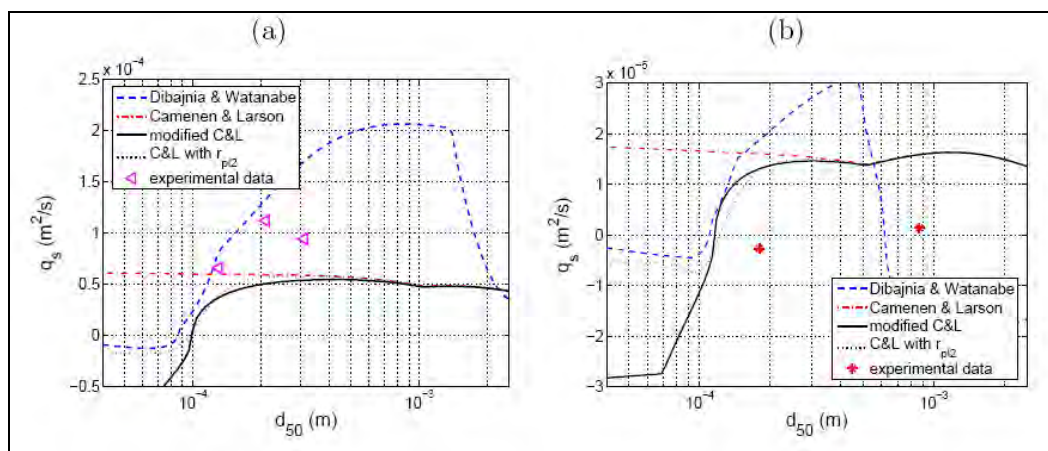 (a)
x 10⁻⁴
2.5
2
1.5
1
0.5
0
−0.5
q_s (m²/s)
Dibajnia & Watanabe
Camenen & Larson
modified C&L
C&L with r_pl2
experimental data
10⁻⁴
10⁻³
d_50 (m)
(b)
x 10⁻⁵
3
2
1
0
−1
−2
−3
q_s (m²/s)
Dibajnia & Watanabe
Camenen & Larson
modified C&L
C&L with r_pl2
experimental data
10⁻⁴
10⁻³
d_50 (m)